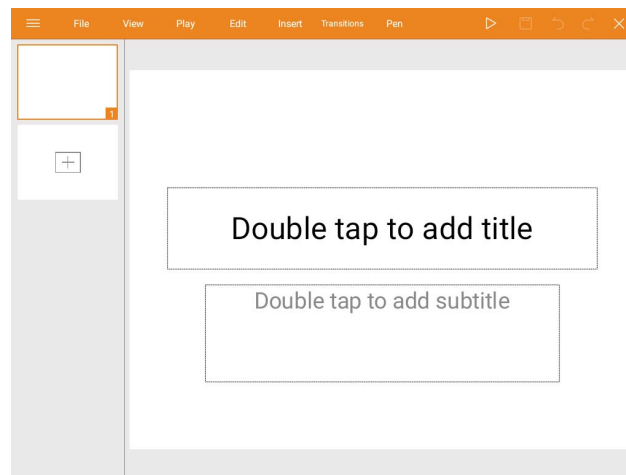 File View Play Edit Insert Transitions Pen
1
Double tap to add title
Double tap to add subtitle